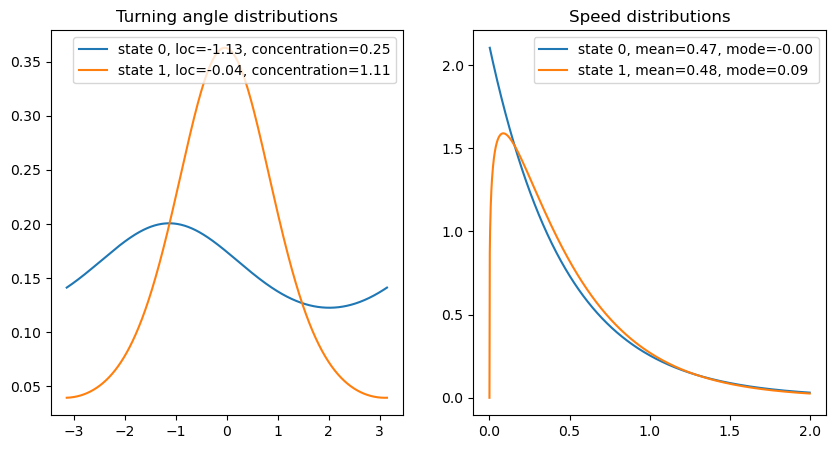 Turning angle distributions
state 0, loc=-1.13, concentration=0.25
state 1, loc=-0.04, concentration=1.11
0.35
0.30
0.25
0.20
0.15
0.10
0.05
−3 −2 −1 0 1 2 3
Speed distributions
state 0, mean=0.47, mode=-0.00
state 1, mean=0.48, mode=0.09
2.0
1.5
1.0
0.5
0.0
0.0 0.5 1.0 1.5 2.0